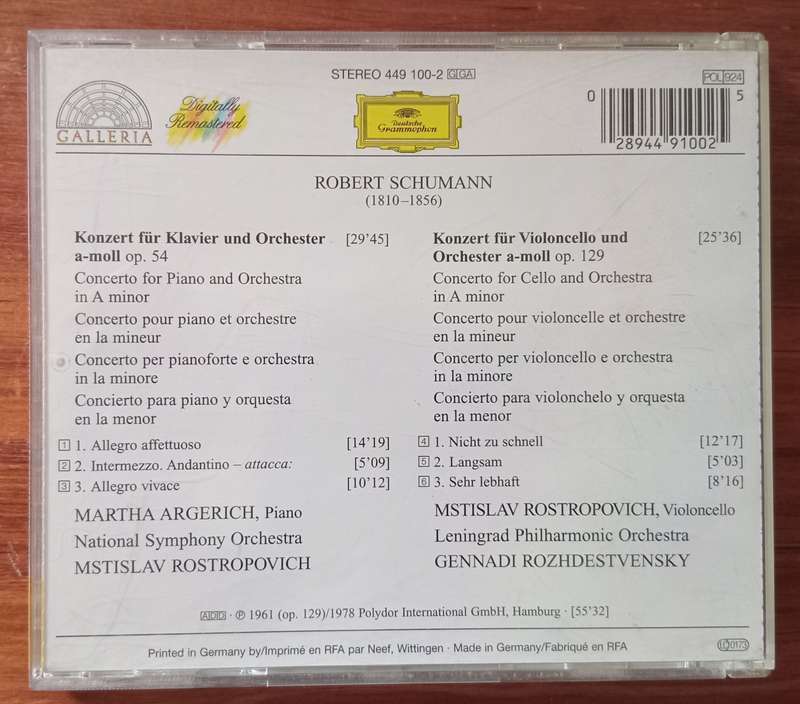 STEREO 449 100-2 GIGA
POL 924
GALLERIA
Digitally
Remastered
Deutsche
Grammophon
0 28944 91002 5
ROBERT SCHUMANN
(1810–1856)
Konzert für Klavier und Orchester [29'45]
a-moll op. 54
Concerto for Piano and Orchestra
in A minor
Concerto pour piano et orchestre
en la mineur
Concerto per pianoforte e orchestra
in la minore
Concierto para piano y orquesta
en la menor
1 1. Allegro affettuoso [14'19]
2 2. Intermezzo. Andantino – attacca: [5'09]
3 3. Allegro vivace [10'12]
MARTHA ARGERICH, Piano
National Symphony Orchestra
MSTISLAV ROSTROPOVICH
Konzert für Violoncello und [25'36]
Orchester a-moll op. 129
Concerto for Cello and Orchestra
in A minor
Concerto pour violoncelle et orchestre
en la mineur
Concerto per violoncello e orchestra
in la minore
Concierto para violonchelo y orquesta
en la menor
4 1. Nicht zu schnell [12'17]
5 2. Langsam [5'03]
6 3. Sehr lebhaft [8'16]
MSTISLAV ROSTROPOVICH, Violoncello
Leningrad Philharmonic Orchestra
GENNADI ROZHDESTVENSKY
ADD · ℗ 1961 (op. 129)/1978 Polydor International GmbH, Hamburg · [55'32]
Printed in Germany by/Imprimé en RFA par Neef, Wittingen · Made in Germany/Fabriqué en RFA